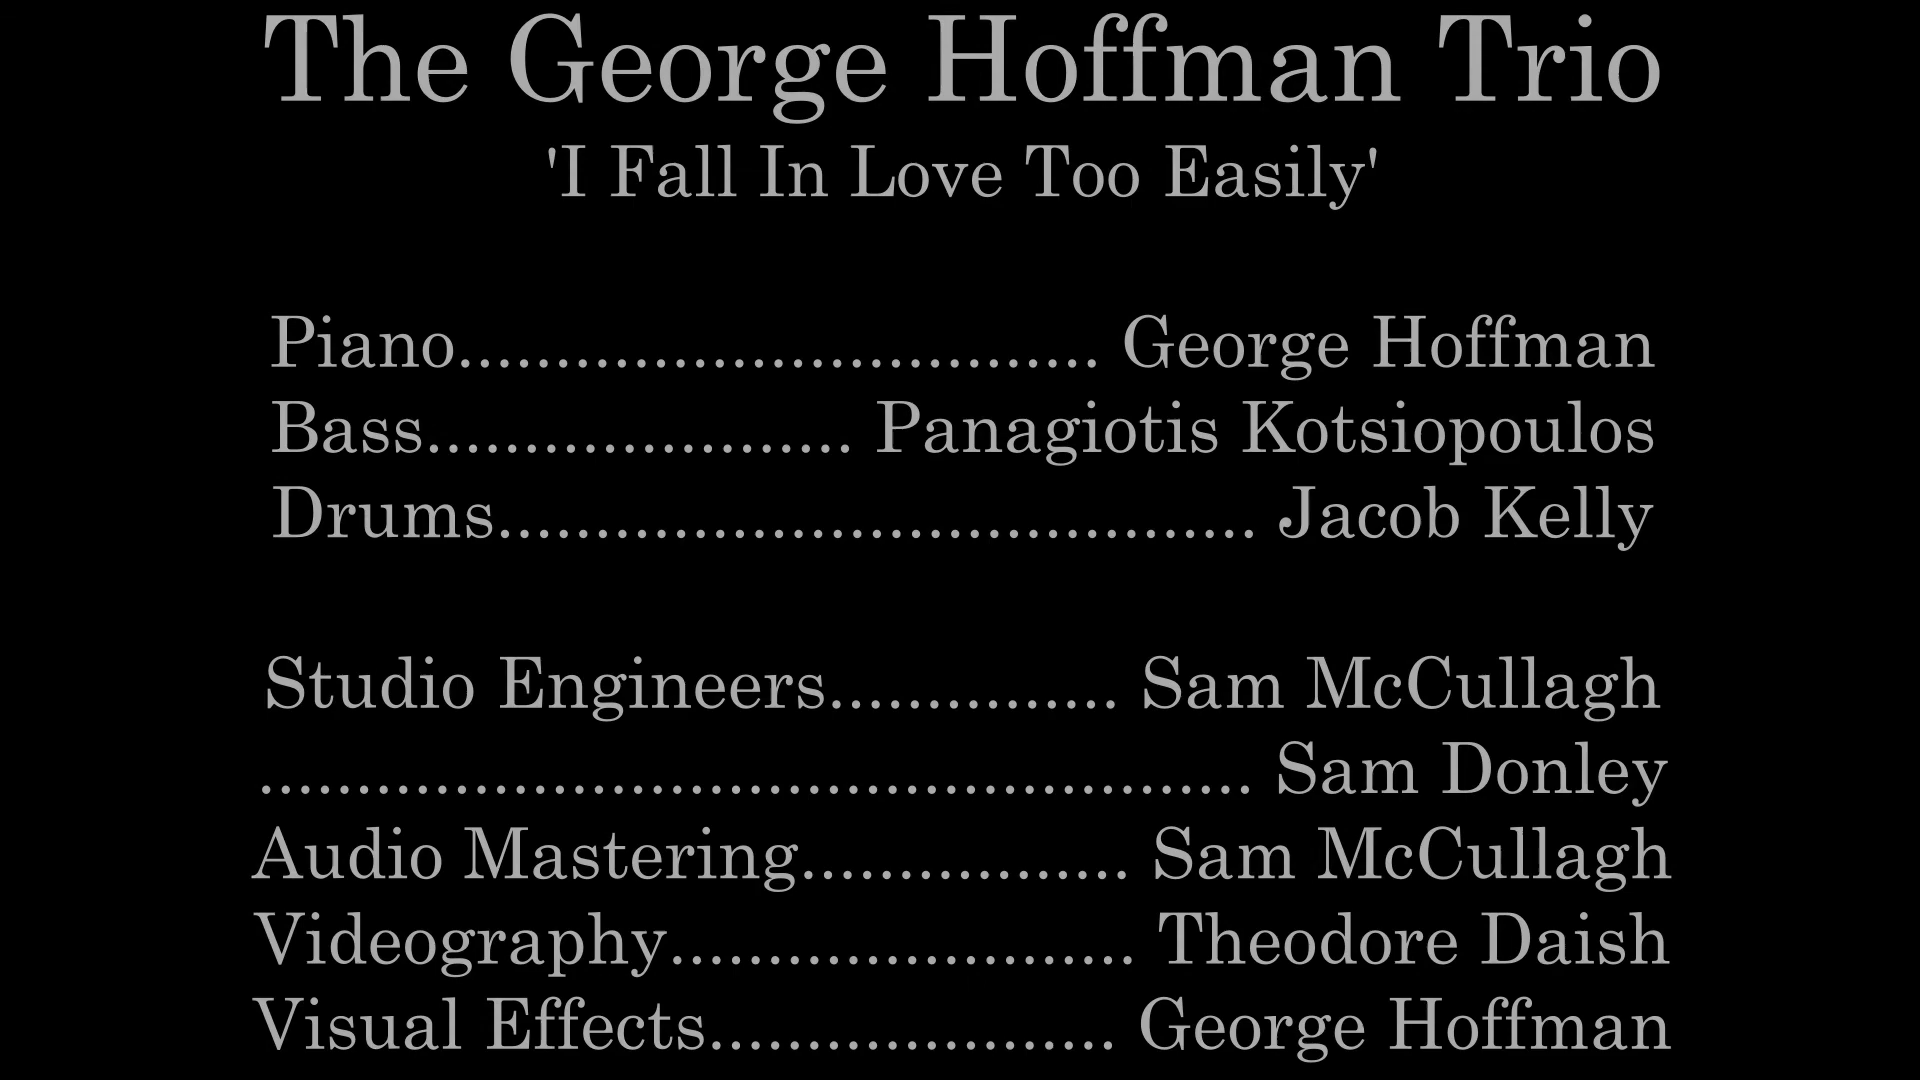 The George Hoffman Trio
'I Fall In Love Too Easily'
Piano................................. George Hoffman
Bass...................... Panagiotis Kotsiopoulos
Drums....................................... Jacob Kelly
Studio Engineers............... Sam McCullagh
................................................... Sam Donley
Audio Mastering................. Sam McCullagh
Videography........................ Theodore Daish
Visual Effects..................... George Hoffman